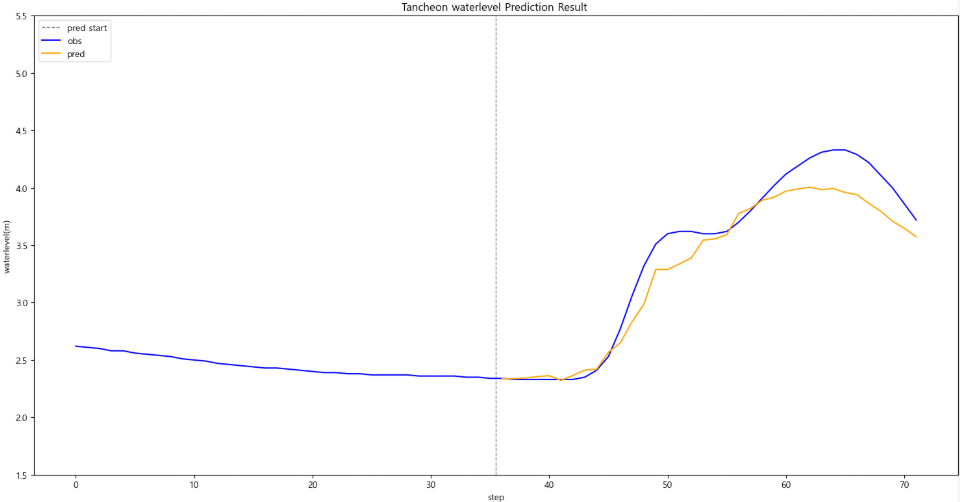 Tancheon waterlevel Prediction Result
pred start
obs
pred
5.5
5.0
4.5
4.0
3.5
3.0
2.5
2.0
1.5
waterlevel(m)
0 10 20 30 40 50 60 70
step